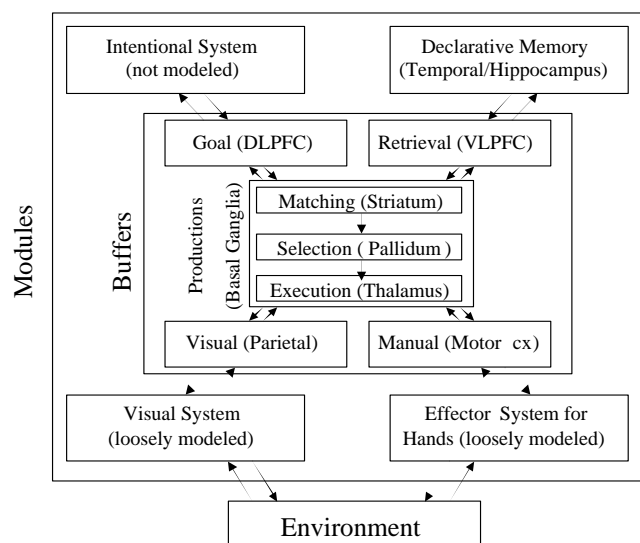 Intentional System
(not modeled)
Declarative Memory
(Temporal/Hippocampus)
Goal (DLPFC)
Retrieval (VLPFC)
Modules
Buffers
Productions
(Basal Ganglia)
Matching (Striatum)
Selection ( Pallidum )
Execution (Thalamus)
Visual (Parietal)
Manual (Motor cx)
Visual System
(loosely modeled)
Effector System for
Hands (loosely modeled)
Environment